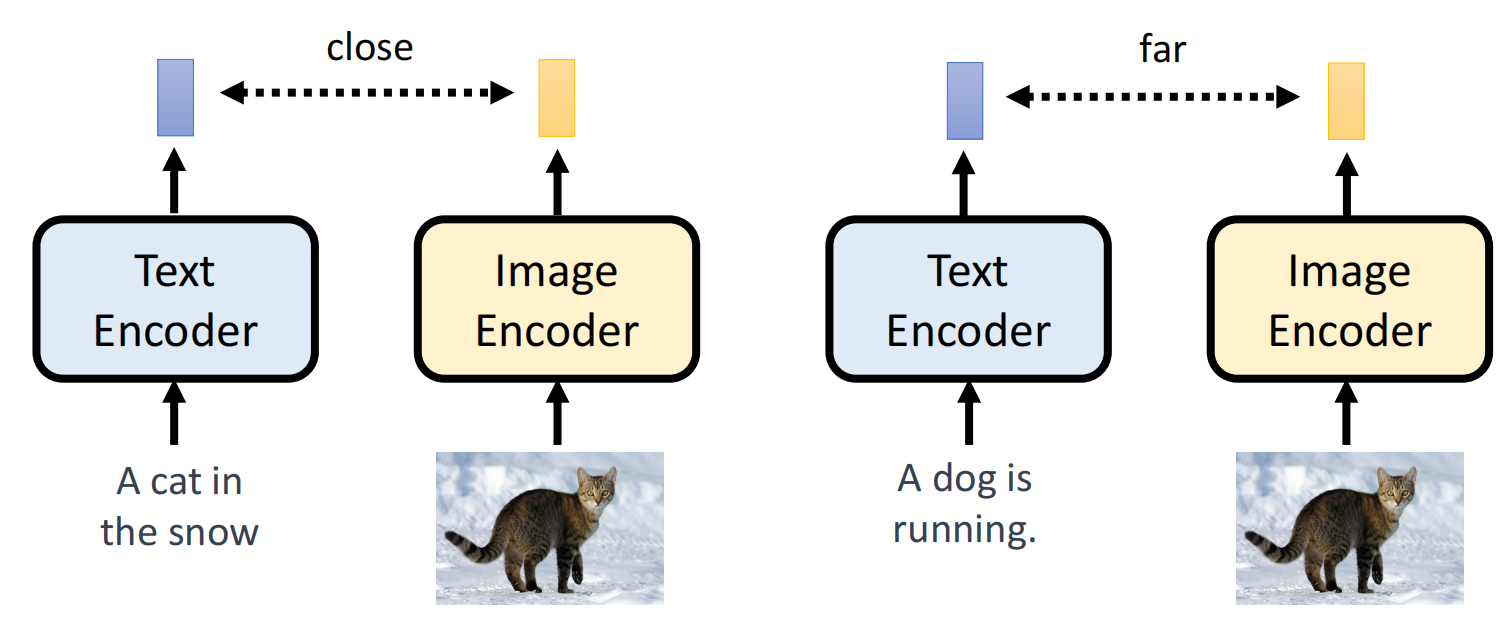 close
far
Text
Encoder
Image
Encoder
Text
Encoder
Image
Encoder
A cat in
the snow
A dog is
running.